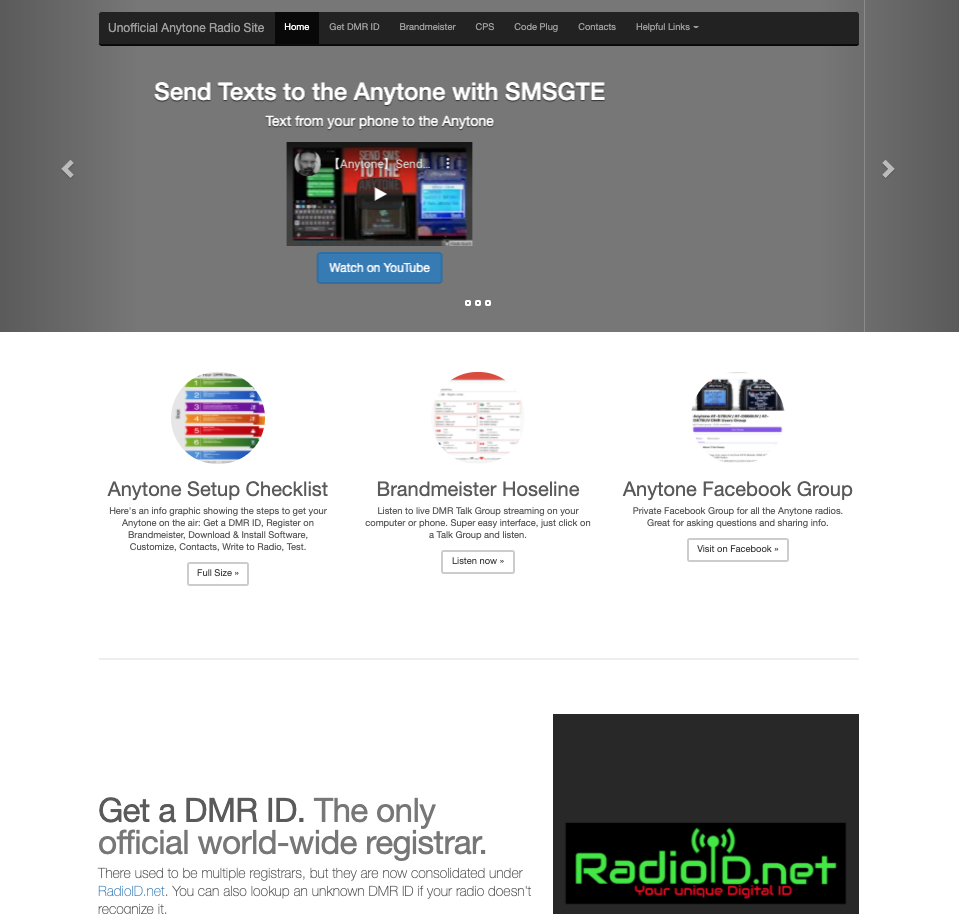 Unofficial Anytone Radio Site Home Get DMR ID Brandmeister CPS Code Plug Contacts Helpful Links
Send Texts to the Anytone with SMSGTE
Text from your phone to the Anytone
【Anytone】Send...
SEND SMS
TO THE
Watch on YouTube
Anytone Setup Checklist
Here's an info graphic showing the steps to get your
Anytone on the air: Get a DMR ID, Register on
Brandmeister, Download & Install Software,
Customize, Contacts, Write to Radio, Test.
Full Size »
Brandmeister Hoseline
Listen to live DMR Talk Group streaming on your
computer or phone. Super easy interface, just click on
a Talk Group and listen.
Listen now »
Anytone Facebook Group
Private Facebook Group for all the Anytone radios.
Great for asking questions and sharing info.
Visit on Facebook »
Get a DMR ID. The only
official world-wide registrar.
There used to be multiple registrars, but they are now consolidated under
RadioID.net. You can also lookup an unknown DMR ID if your radio doesn't
recognize it.
RadioID.net
Your unique Digital ID